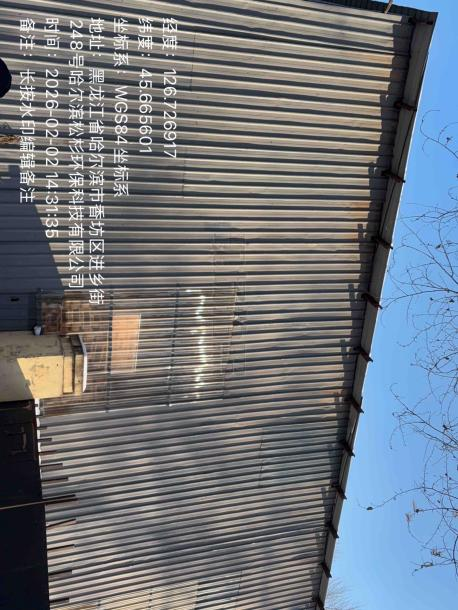 经度：126.726917
纬度：45.665601
坐标系：WGS84坐标系
地址：黑龙江省哈尔滨市香坊区进乡街
248号哈尔滨松北环保科技有限公司
时间：2026-02-02 14:31:35
备注：长按水印编辑备注